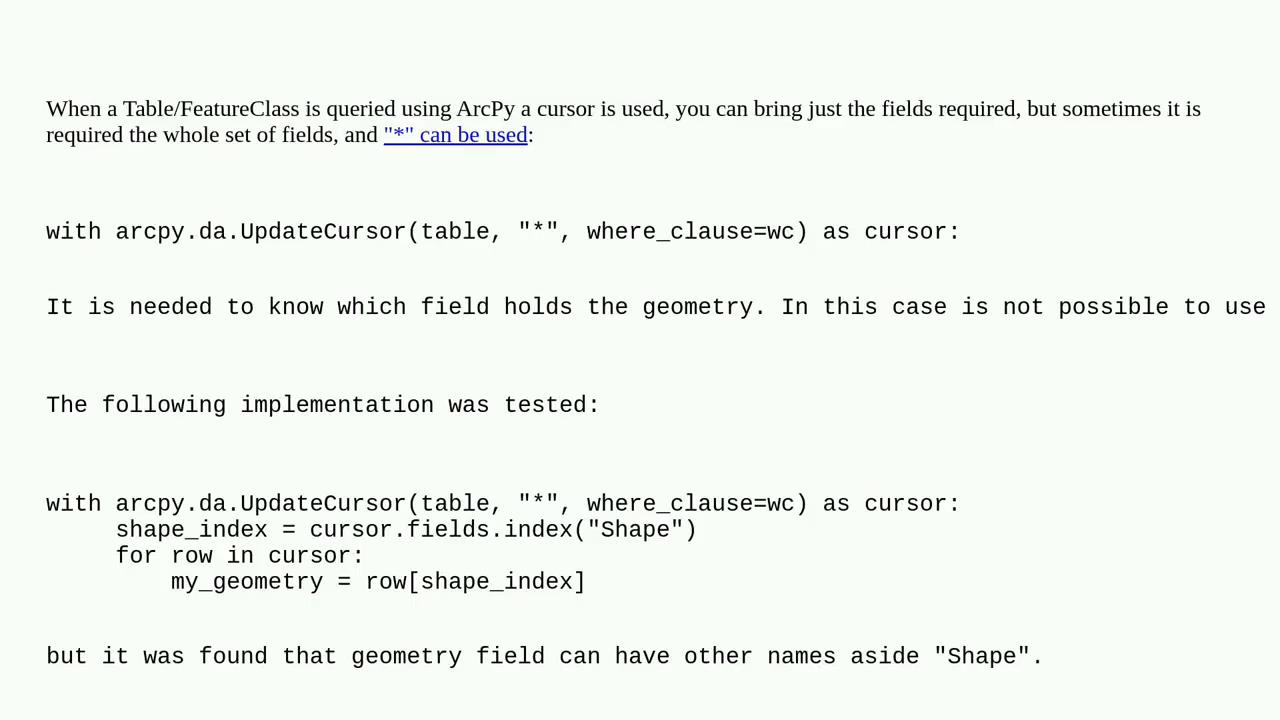 When a Table/FeatureClass is queried using ArcPy a cursor is used, you can bring just the fields required, but sometimes it is
required the whole set of fields, and "*" can be used:
with arcpy.da.UpdateCursor(table, "*", where_clause=wc) as cursor:
It is needed to know which field holds the geometry. In this case is not possible to use
The following implementation was tested:
with arcpy.da.UpdateCursor(table, "*", where_clause=wc) as cursor:
     shape_index = cursor.fields.index("Shape")
     for row in cursor:
         my_geometry = row[shape_index]
but it was found that geometry field can have other names aside "Shape".